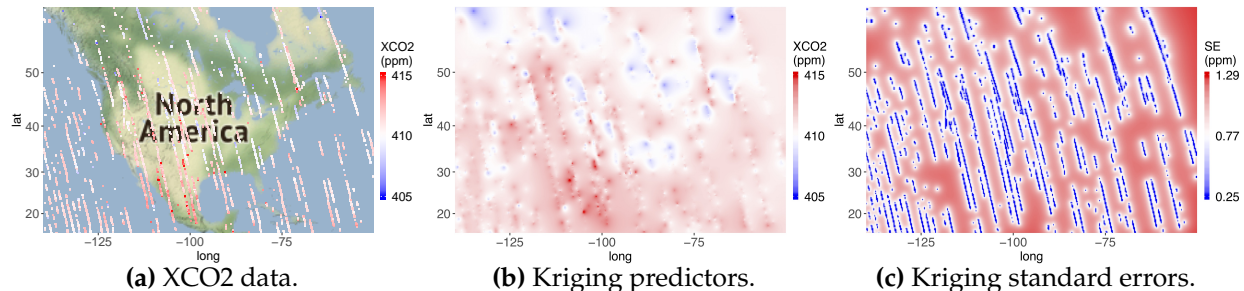 North
America
lat
50
40
30
20
−125
−100
−75
long
XCO2
(ppm)
415
410
405
(a) XCO2 data.
lat
50
40
30
20
−125
−100
−75
long
XCO2
(ppm)
415
410
405
(b) Kriging predictors.
lat
50
40
30
20
−125
−100
−75
long
SE
(ppm)
1.29
0.77
0.25
(c) Kriging standard errors.